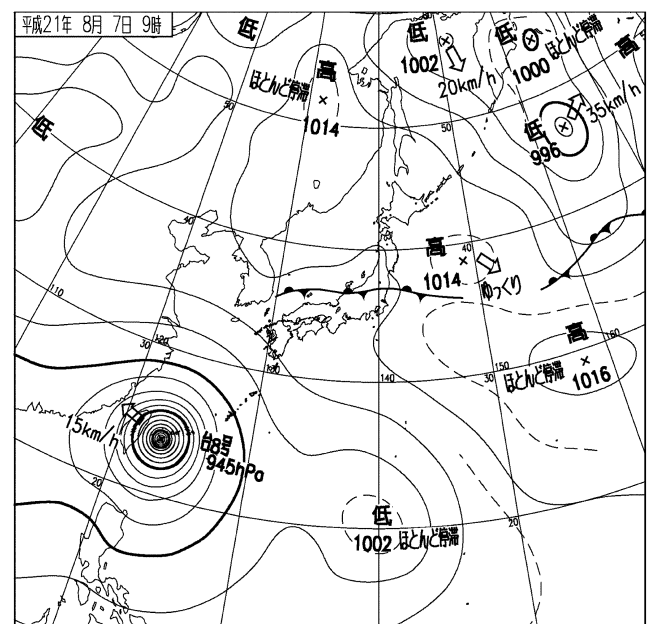 平成21年 8月 7日 9時
低
低
1002
20km/h
低
ほとんど停滞
1000
高
高
ほとんど停滞
1014
50
50
低
低
996
35km/h
40
40
高
1014
ゆっくり
110
30
120
130
140
150
160
30
高
ほとんど停滞
1016
15km/h
台8号
945hPa
20
20
低
1002
ほとんど停滞